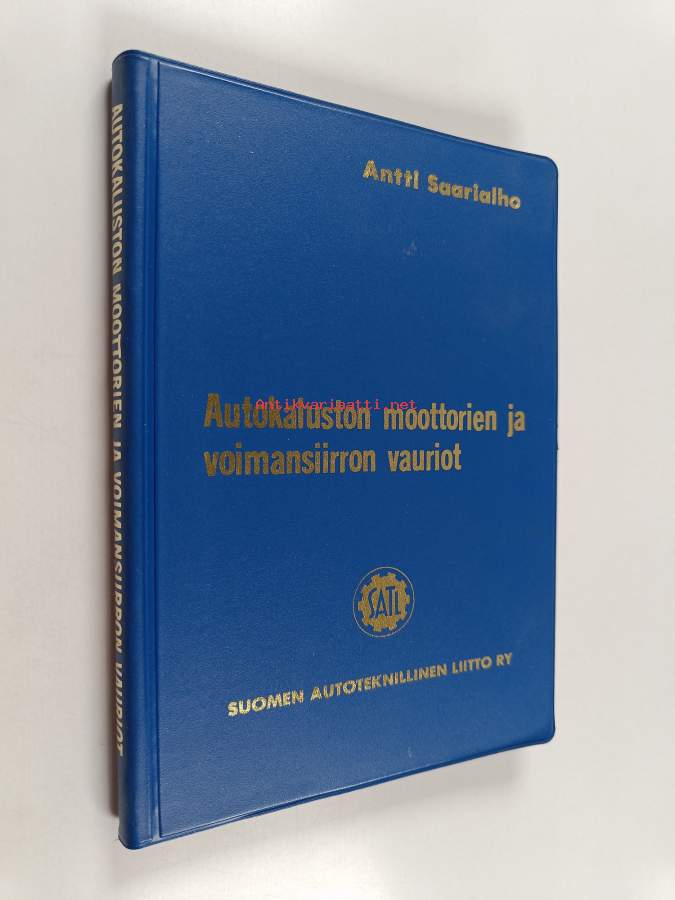 Antti Saarialho
Autokaluston moottorien ja
voimansiirron vauriot
SATL
SUOMEN AUTOTEKNILLINEN LIITTO RY
AUTOKALUSTON MOOTTORIEN JA VOIMANSIIRRON VAURIOT
Antikvariaatti.net